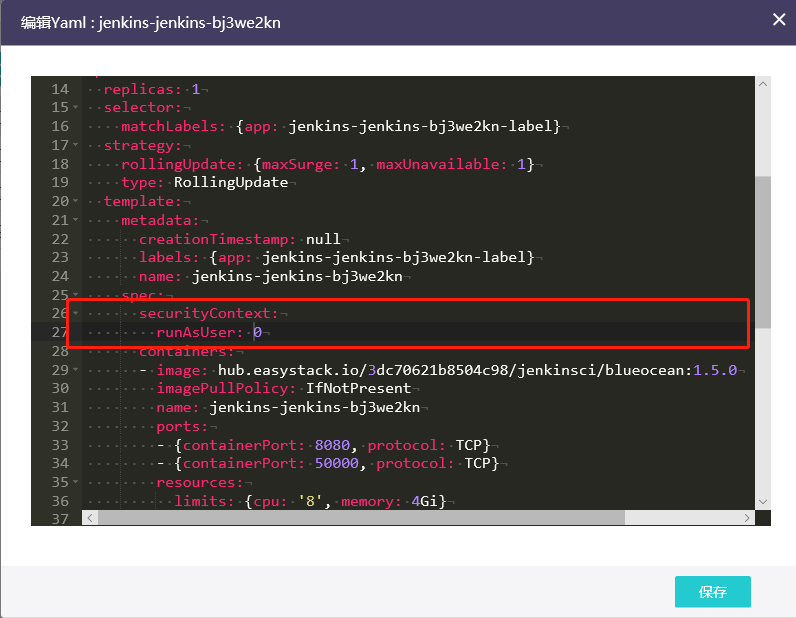 编辑Yaml : jenkins-jenkins-bj3we2kn
14 replicas: 1
15 selector:
16 matchLabels: {app: jenkins-jenkins-bj3we2kn-label}
17 strategy:
18 rollingUpdate: {maxSurge: 1, maxUnavailable: 1}
19 type: RollingUpdate
20 template:
21 metadata:
22 creationTimestamp: null
23 labels: {app: jenkins-jenkins-bj3we2kn-label}
24 name: jenkins-jenkins-bj3we2kn
25 spec:
26 securityContext:
27 runAsUser: 0
28 containers:
29 - image: hub.easystack.io/3dc70621b8504c98/jenkinsci/blueocean:1.5.0
30 imagePullPolicy: IfNotPresent
31 name: jenkins-jenkins-bj3we2kn
32 ports:
33 - {containerPort: 8080, protocol: TCP}
34 - {containerPort: 50000, protocol: TCP}
35 resources:
36 limits: {cpu: '8', memory: 4Gi}
37
保存